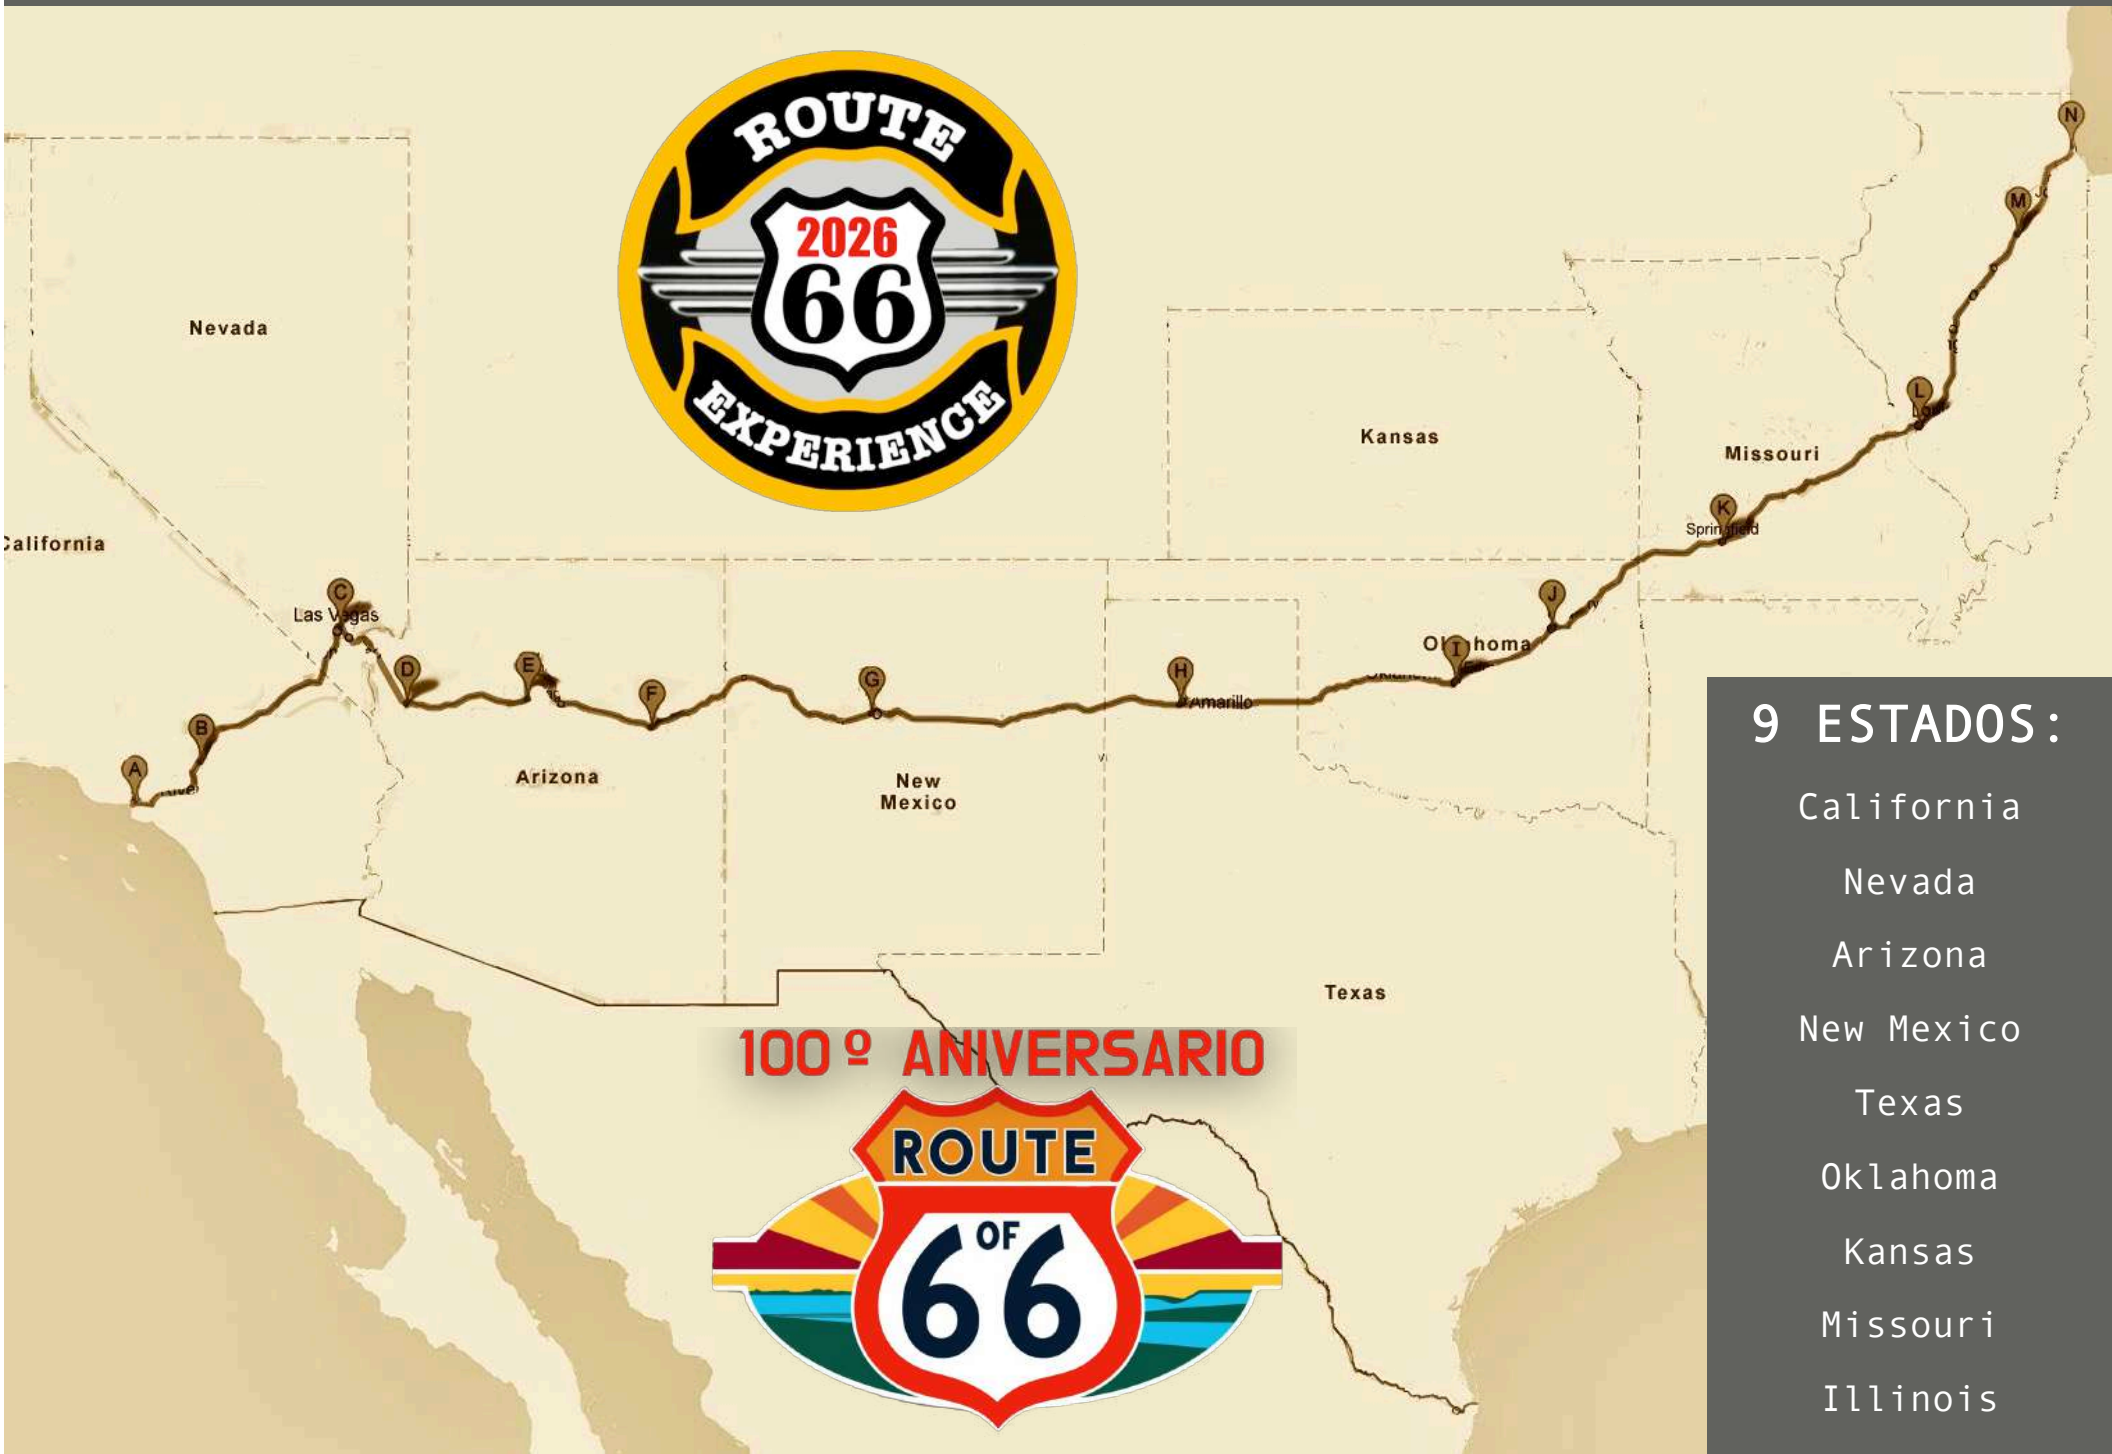 ROUTE
2026
66
EXPERIENCE
N
M
Nevada
L
Kansas
Missouri
K
Springfield
California
C
Las Vegas
J
Oklahoma
I
D
E
F
G
H
Amarillo
B
A
Arizona
New
Mexico
Texas
100º ANIVERSARIO
ROUTE
OF
66
9 ESTADOS:
California
Nevada
Arizona
New Mexico
Texas
Oklahoma
Kansas
Missouri
Illinois